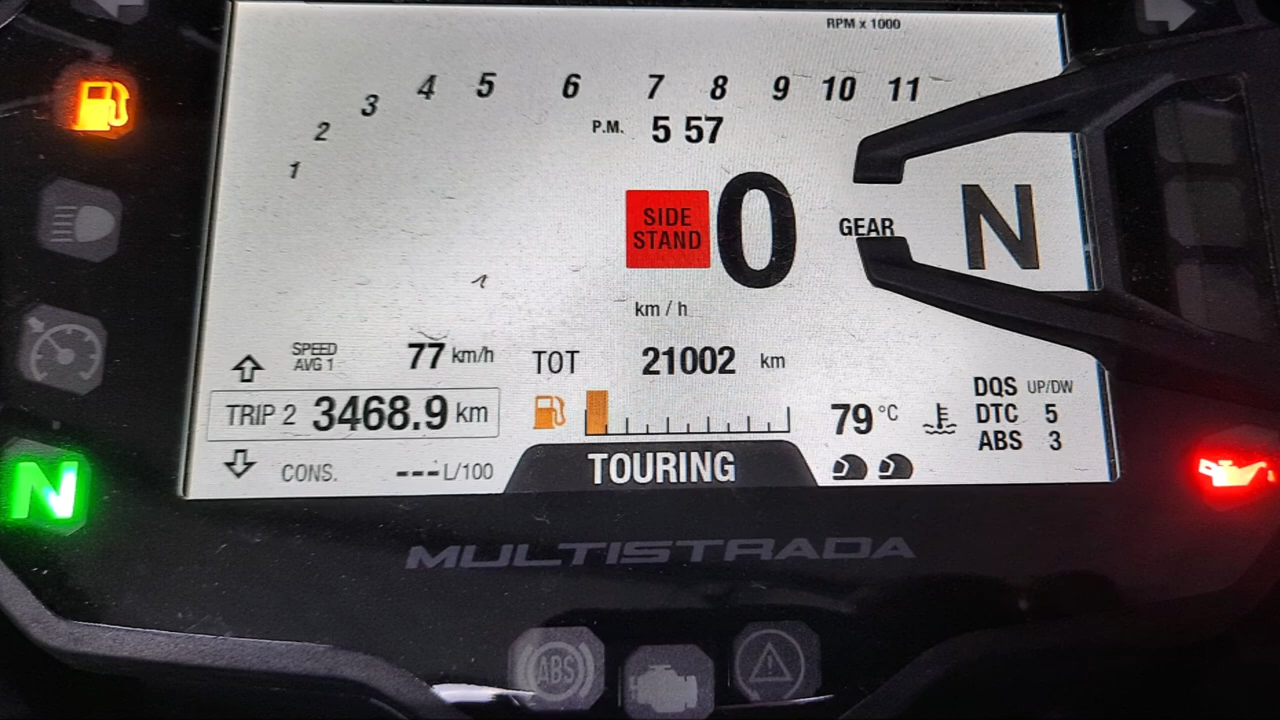 RPM x 1000
1 2 3 4 5 6 7 8 9 10 11
P.M. 5 57
SIDE
STAND
0
km / h
GEAR
N
SPEED
AVG 1
77 km/h
TOT 21002 km
TRIP 2 3468.9 km
79 °C
DQS UP/DW
DTC 5
ABS 3
CONS. --- L/100
TOURING
N
MULTISTRADA
ABS